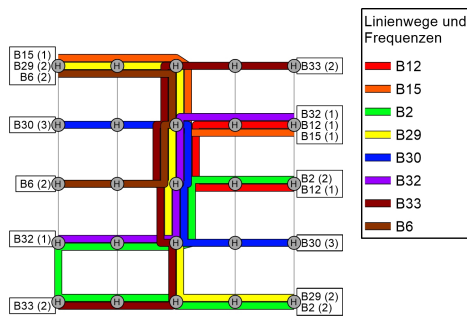 Linienwege und
Frequenzen
B12
B15
B2
B29
B30
B32
B33
B6
B15 (1)
B29 (2)
B6 (2)
H H H H H
B33 (2)
B30 (3)
H H H H H
B32 (1)
B12 (1)
B15 (1)
B6 (2)
H H H H H
B2 (2)
B12 (1)
B32 (1)
H H H H H
B30 (3)
B33 (2)
H H H H H
B29 (2)
B2 (2)